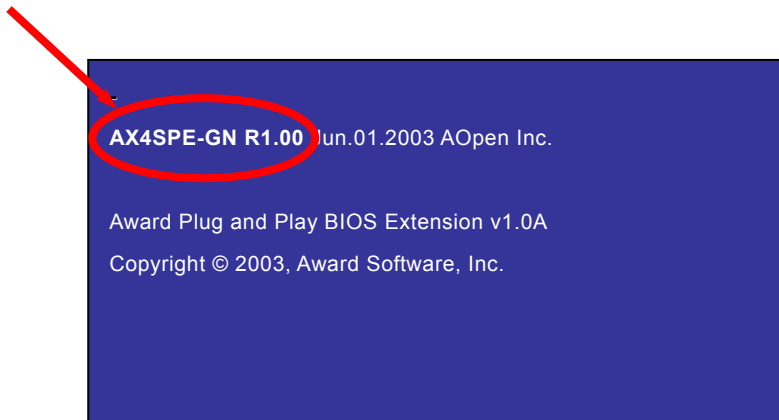 AX4SPE-GN R1.00 Jun.01.2003 AOpen Inc.
Award Plug and Play BIOS Extension v1.0A
Copyright © 2003, Award Software, Inc.